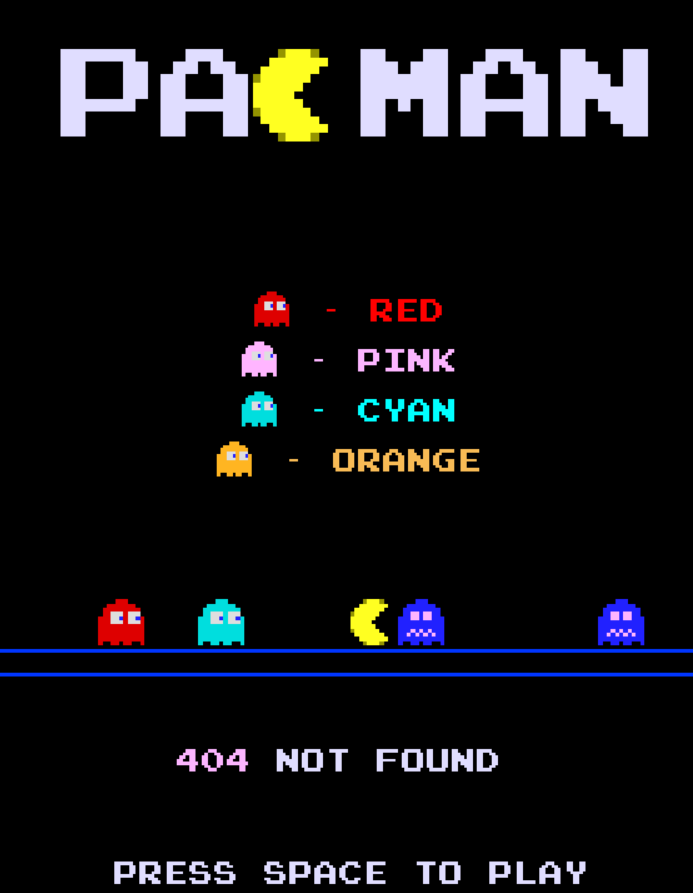 PACMAN
- RED
- PINK
- CYAN
- ORANGE
404 NOT FOUND
PRESS SPACE TO PLAY